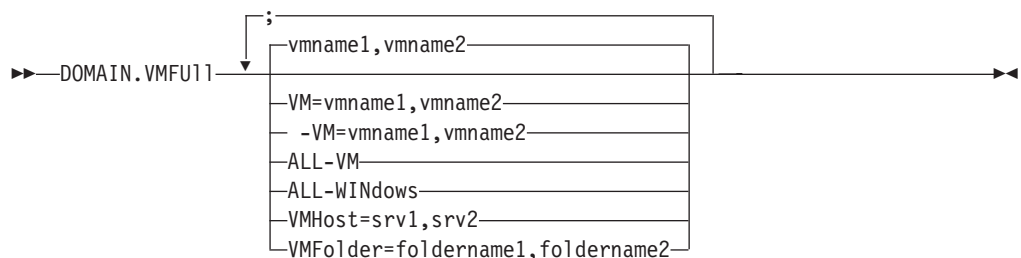 ;
vmname1,vmname2
DOMAIN.VMFUll
VM=vmname1,vmname2
-VM=vmname1,vmname2
ALL-VM
ALL-WINdows
VMHost=srv1,srv2
VMFolder=foldername1,foldername2